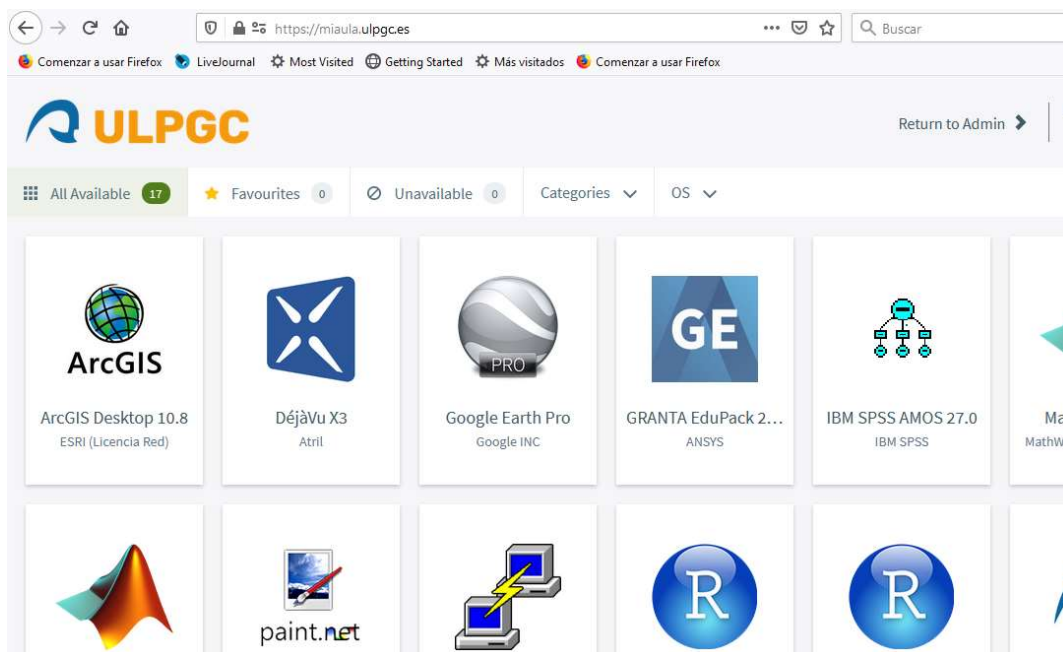 https://miaula.ulpgc.es
Buscar
Comenzar a usar Firefox LiveJournal Most Visited Getting Started Más visitados Comenzar a usar Firefox
ULPGC
Return to Admin
All Available 17 Favourites 0 Unavailable 0 Categories OS
ArcGIS
PRO
GE
ArcGIS Desktop 10.8 DéjàVu X3 Google Earth Pro GRANTA EduPack 2... IBM SPSS AMOS 27.0 Ma
ESRI (Licencia Red) Atril Google INC ANSYS IBM SPSS MathW
paint.net
R
R